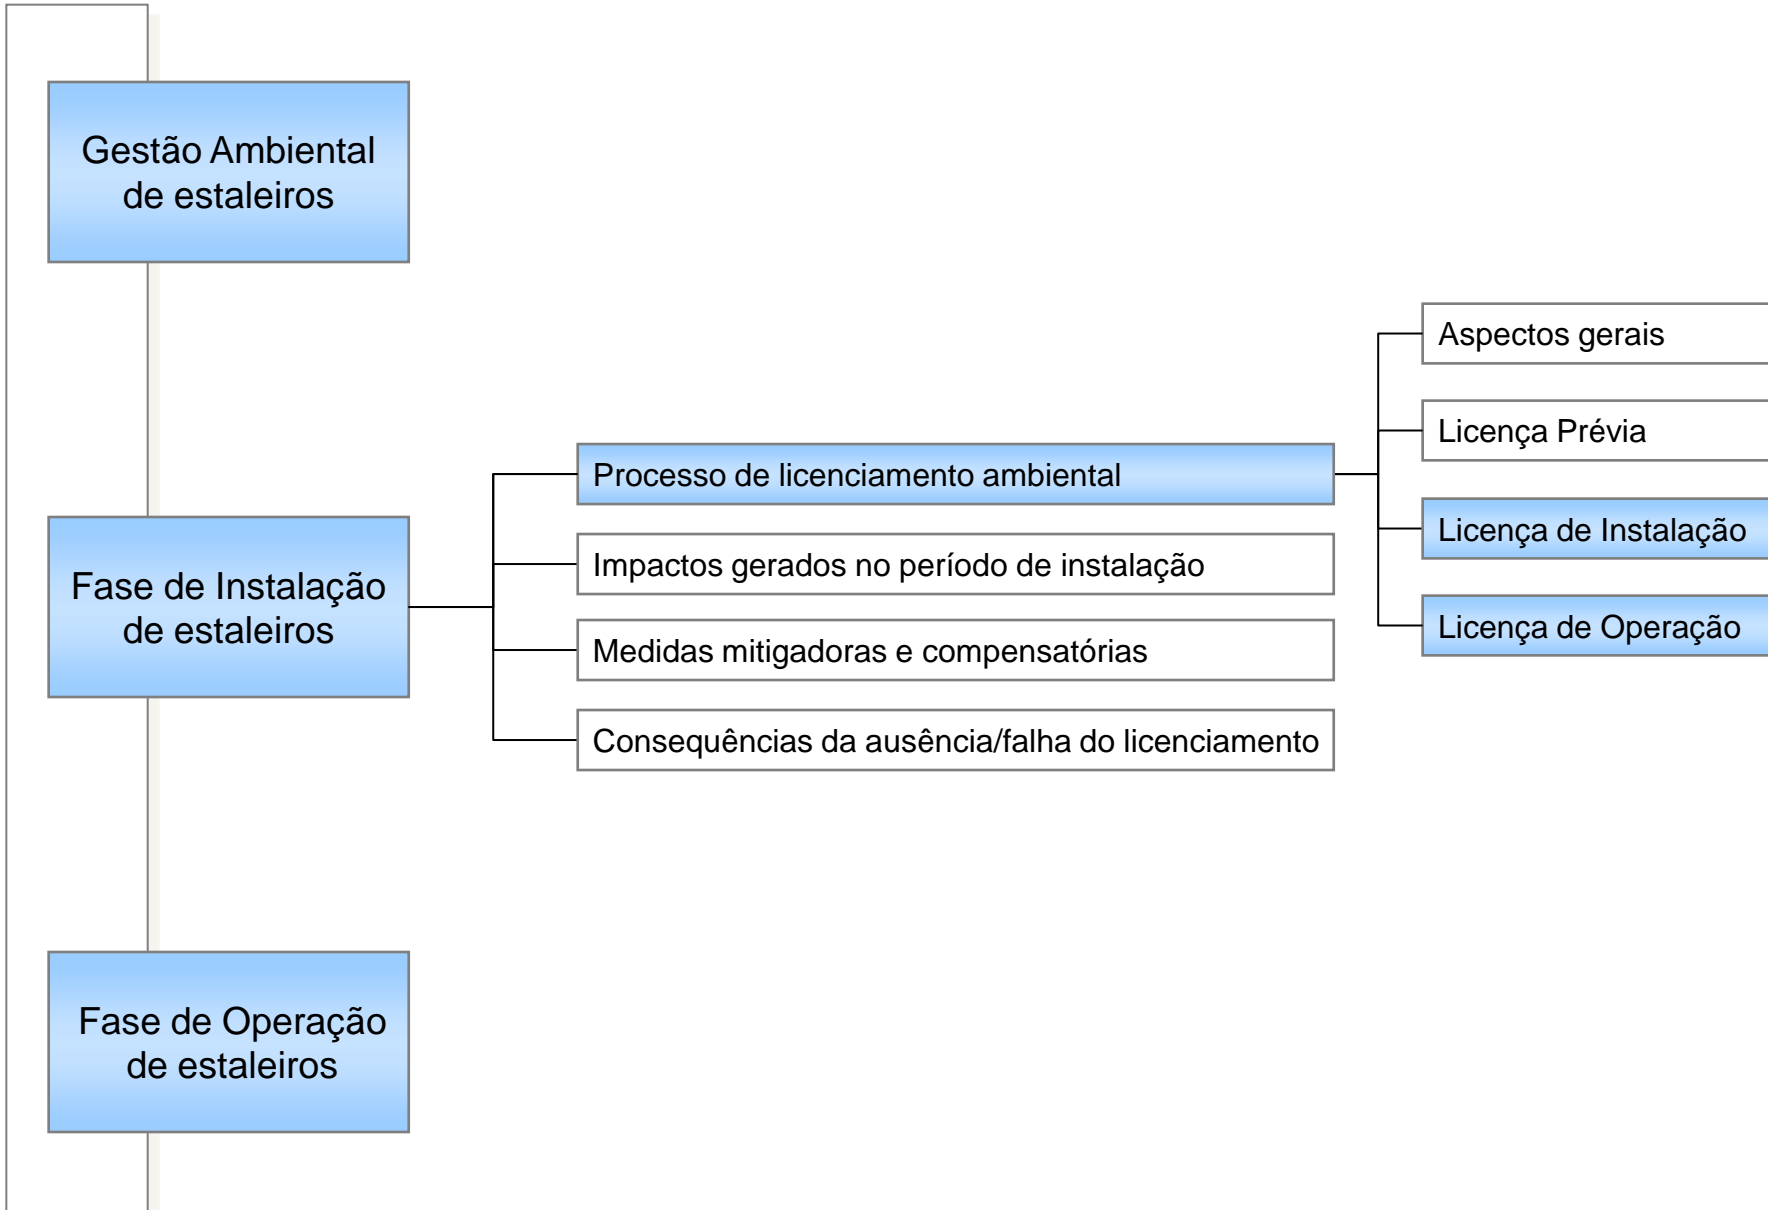 Gestão Ambiental
de estaleiros
Fase de Instalação
de estaleiros
Processo de licenciamento ambiental
Impactos gerados no período de instalação
Medidas mitigadoras e compensatórias
Consequências da ausência/falha do licenciamento
Aspectos gerais
Licença Prévia
Licença de Instalação
Licença de Operação
Fase de Operação
de estaleiros